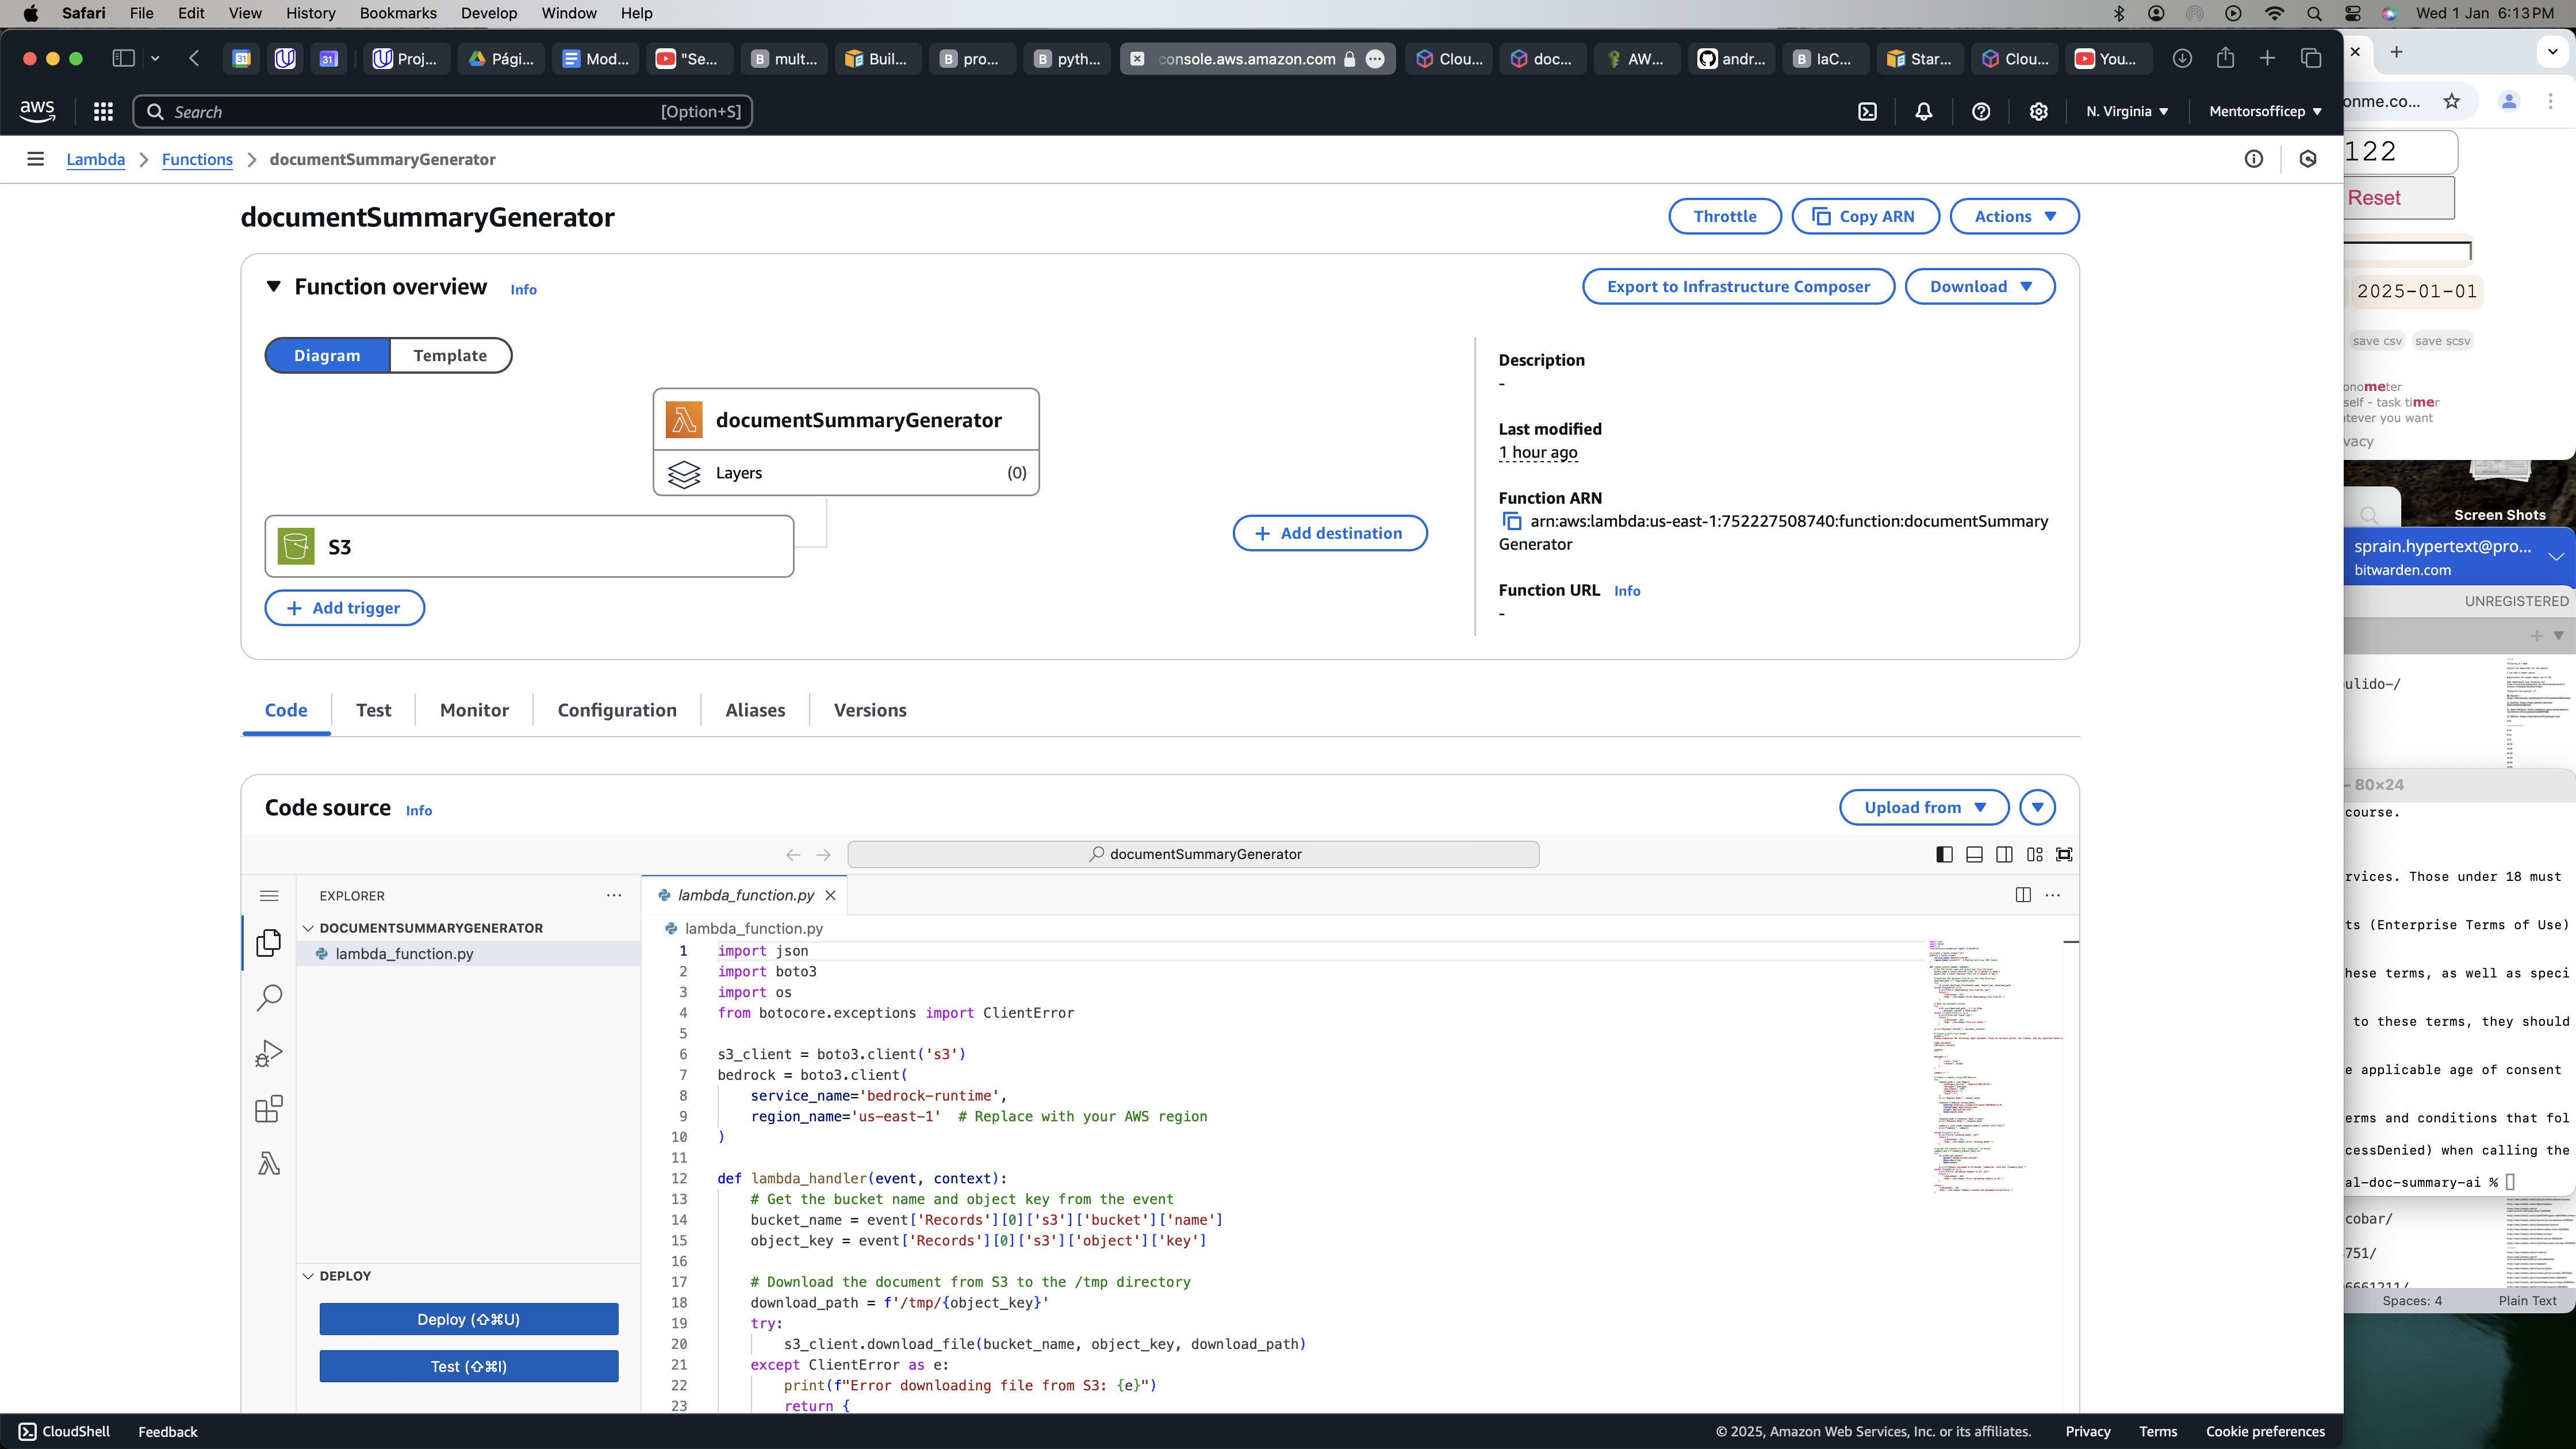 Safari File Edit View History Bookmarks Develop Window Help Wed 1 Jan 6:13 PM
Proj... Pági... Mod... "Se... mult... Buil... pro... pyth... console.aws.amazon.com Clou... doc... AW... andr... IaC... Star... Clou... You...
aws Search [Option+S] N. Virginia Mentorsofficep
Lambda Functions documentSummaryGenerator
documentSummaryGenerator
Throttle Copy ARN Actions
Function overview Info
Export to Infrastructure Composer Download
Diagram Template
documentSummaryGenerator
Layers (0)
S3
Add trigger
Add destination
Description
-
Last modified
1 hour ago
Function ARN
arn:aws:lambda:us-east-1:752227508740:function:documentSummary
Generator
Function URL Info
-
Code Test Monitor Configuration Aliases Versions
Code source Info
Upload from
documentSummaryGenerator
EXPLORER
DOCUMENTSUMMARYGENERATOR
lambda_function.py
DEPLOY
Deploy (⇧⌘U)
Test (⇧⌘I)
lambda_function.py
lambda_function.py
1 import json
2 import boto3
3 import os
4 from botocore.exceptions import ClientError
5
6 s3_client = boto3.client('s3')
7 bedrock = boto3.client(
8 service_name='bedrock-runtime',
9 region_name='us-east-1' # Replace with your AWS region
10 )
11
12 def lambda_handler(event, context):
13 # Get the bucket name and object key from the event
14 bucket_name = event['Records'][0]['s3']['bucket']['name']
15 object_key = event['Records'][0]['s3']['object']['key']
16
17 # Download the document from S3 to the /tmp directory
18 download_path = f'/tmp/{object_key}'
19 try:
20 s3_client.download_file(bucket_name, object_key, download_path)
21 except ClientError as e:
22 print(f"Error downloading file from S3: {e}")
23 return {
CloudShell Feedback © 2025, Amazon Web Services, Inc. or its affiliates. Privacy Terms Cookie preferences
onme.co...
122
Reset
2025-01-01
save csv save scsv
onometer
self - task timer
atever you want
vacy
Screen Shots
sprain.hypertext@pro...
bitwarden.com
UNREGISTERED
ulido-/
80×24
course.
rvices. Those under 18 must
ts (Enterprise Terms of Use)
hese terms, as well as speci
to these terms, they should
e applicable age of consent
erms and conditions that fol
cessDenied) when calling the
al-doc-summary-ai %
cobar/
751/
6661211/
Spaces: 4 Plain Text